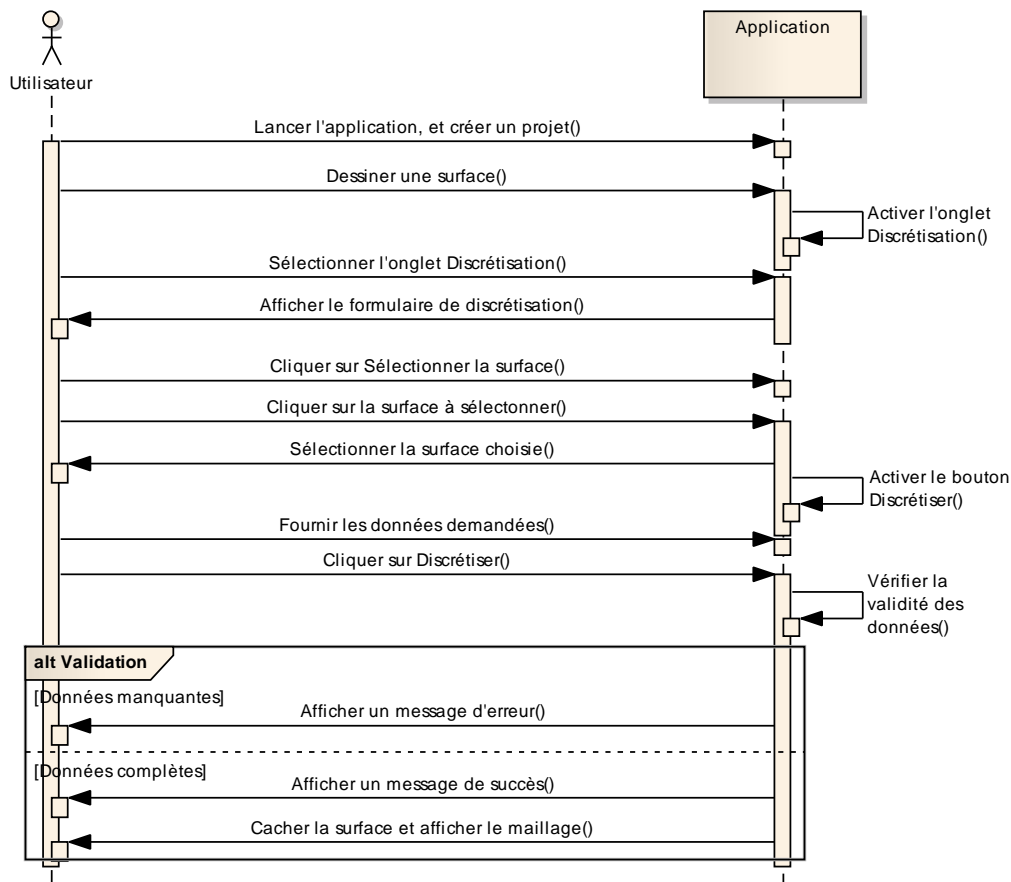 Utilisateur
Application
Lancer l'application, et créer un projet()
Dessiner une surface()
Activer l'onglet
Discrétisation()
Sélectionner l'onglet Discrétisation()
Afficher le formulaire de discrétisation()
Cliquer sur Sélectionner la surface()
Cliquer sur la surface à sélectonner()
Sélectionner la surface choisie()
Activer le bouton
Discrétiser()
Fournir les données demandées()
Cliquer sur Discrétiser()
Vérifier la
validité des
données()
alt Validation
[Données manquantes]
Afficher un message d'erreur()
[Données complètes]
Afficher un message de succès()
Cacher la surface et afficher le maillage()